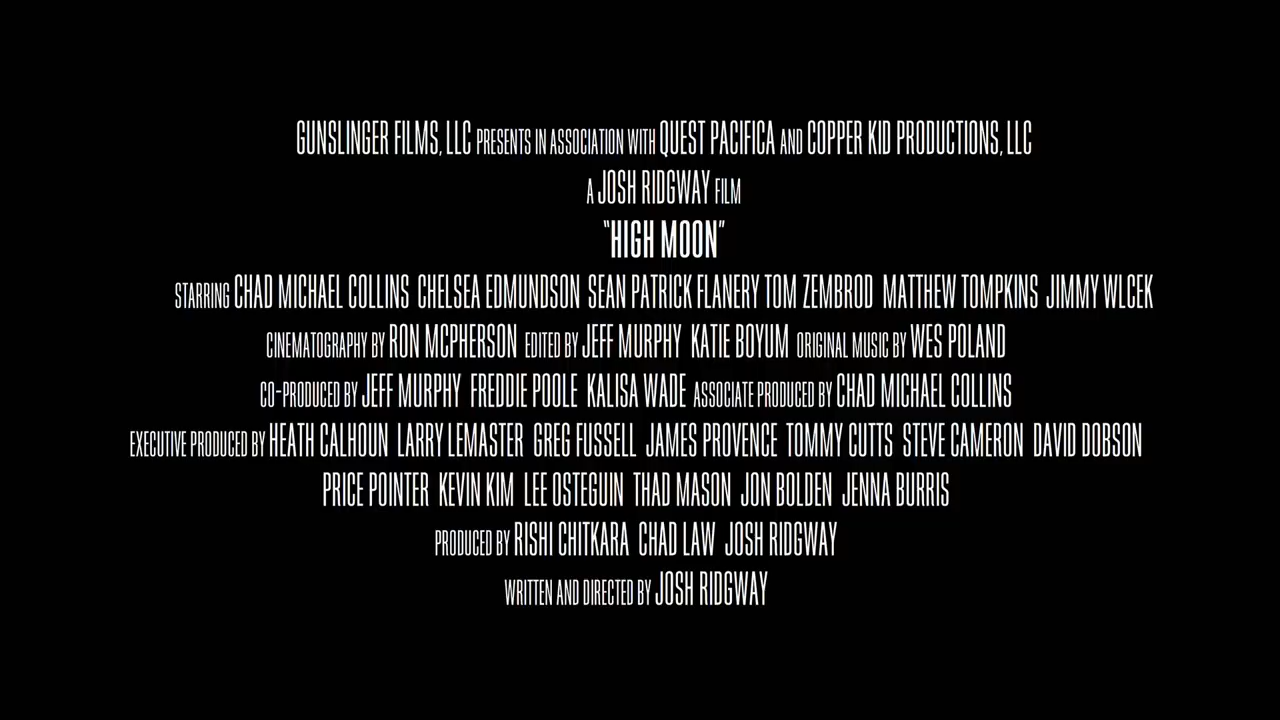 GUNSLINGER FILMS, LLC PRESENTS IN ASSOCIATION WITH QUEST PACIFICA AND COPPER KID PRODUCTIONS, LLC
A JOSH RIDGWAY FILM
“HIGH MOON”
STARRING CHAD MICHAEL COLLINS CHELSEA EDMUNDSON SEAN PATRICK FLANERY TOM ZEMBROD MATTHEW TOMPKINS JIMMY WLCEK
CINEMATOGRAPHY BY RON MCPHERSON EDITED BY JEFF MURPHY KATIE BOYUM ORIGINAL MUSIC BY WES POLAND
CO-PRODUCED BY JEFF MURPHY FREDDIE POOLE KALISA WADE ASSOCIATE PRODUCED BY CHAD MICHAEL COLLINS
EXECUTIVE PRODUCED BY HEATH CALHOUN LARRY LEMASTER GREG FUSSELL JAMES PROVENCE TOMMY CUTTS STEVE CAMERON DAVID DOBSON
PRICE POINTER KEVIN KIM LEE OSTEGUIN THAD MASON JON BOLDEN JENNA BURRIS
PRODUCED BY RISHI CHITKARA CHAD LAW JOSH RIDGWAY
WRITTEN AND DIRECTED BY JOSH RIDGWAY